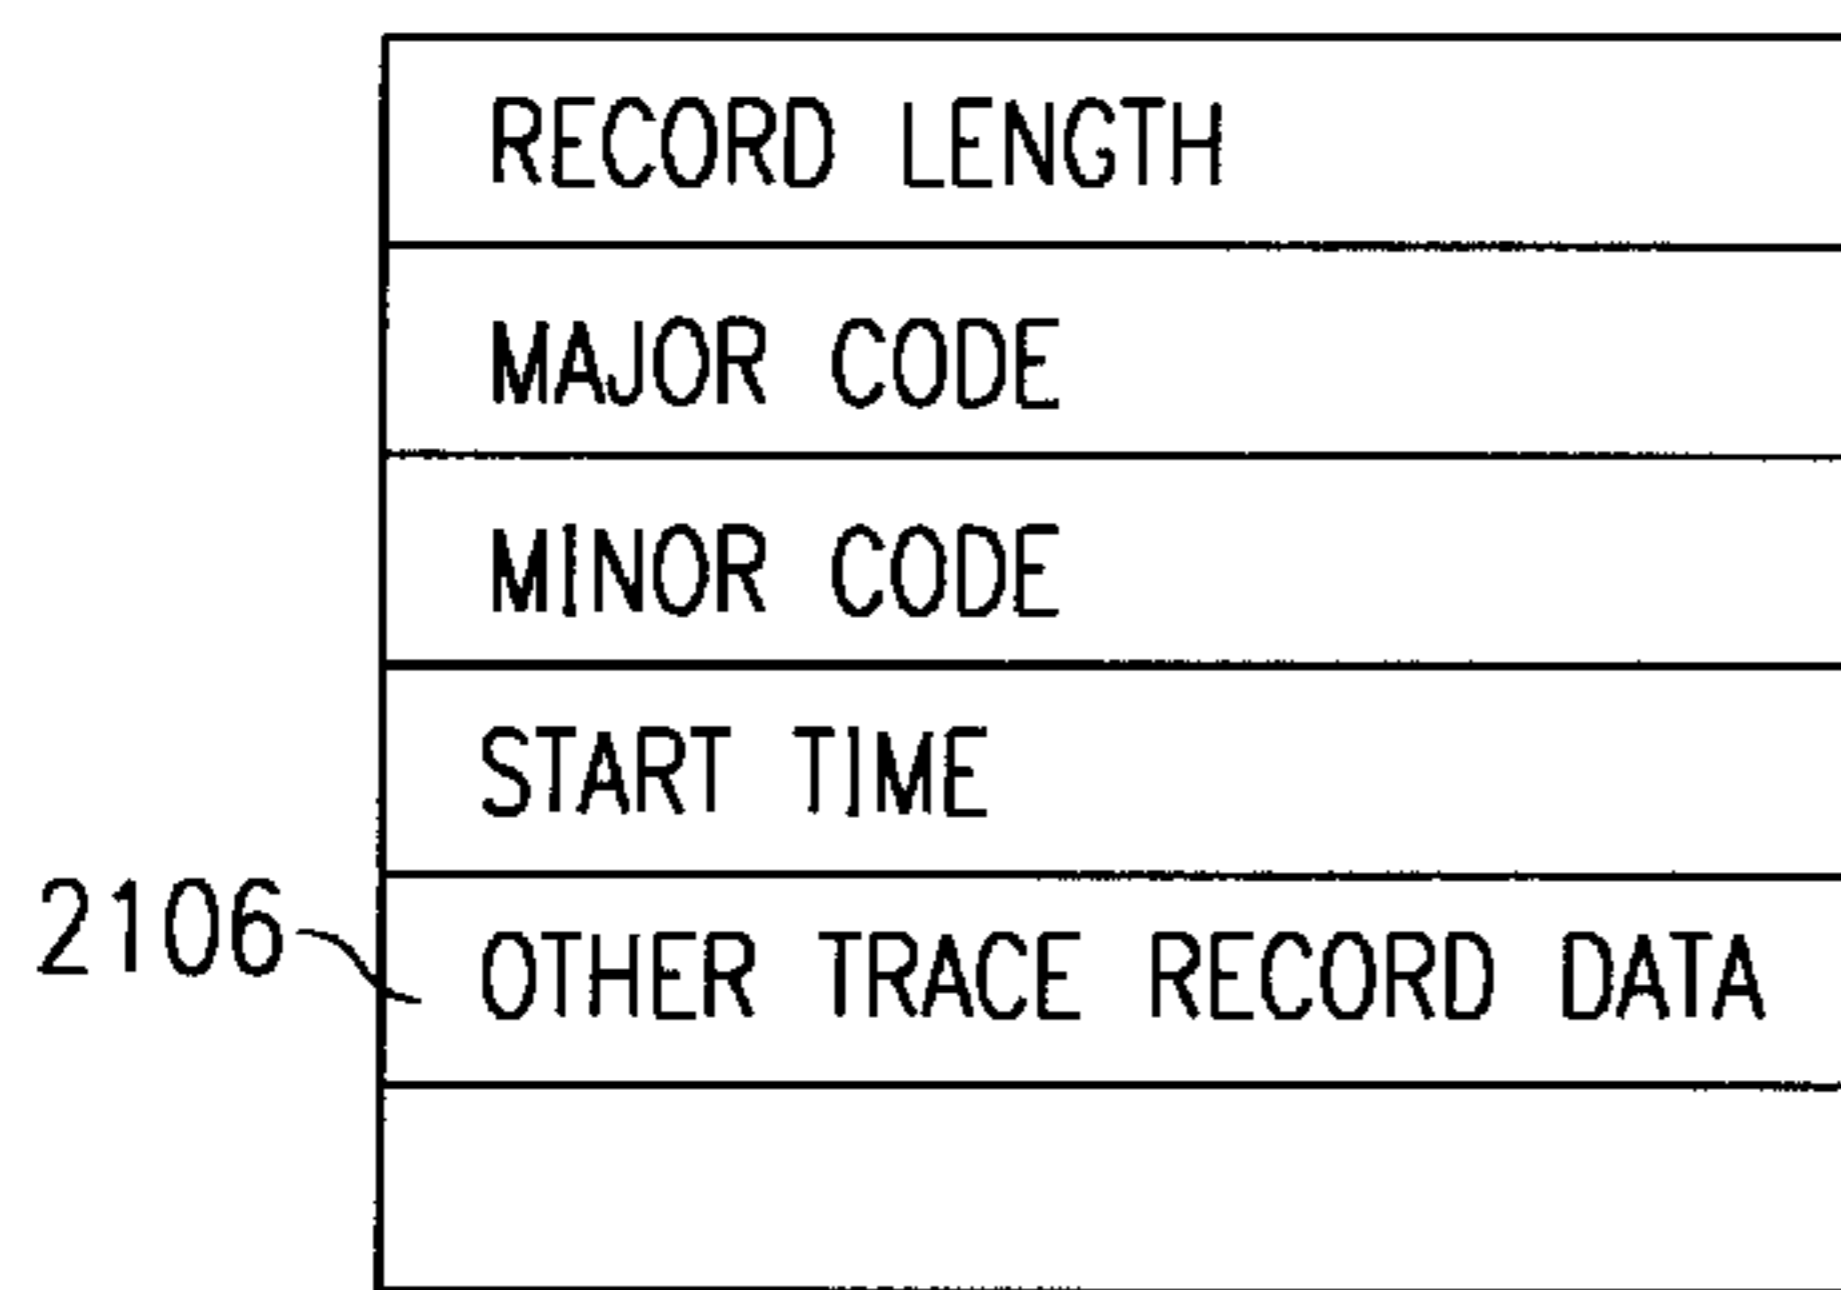 RECORD LENGTH
MAJOR CODE
MINOR CODE
START TIME
2106 OTHER TRACE RECORD DATA